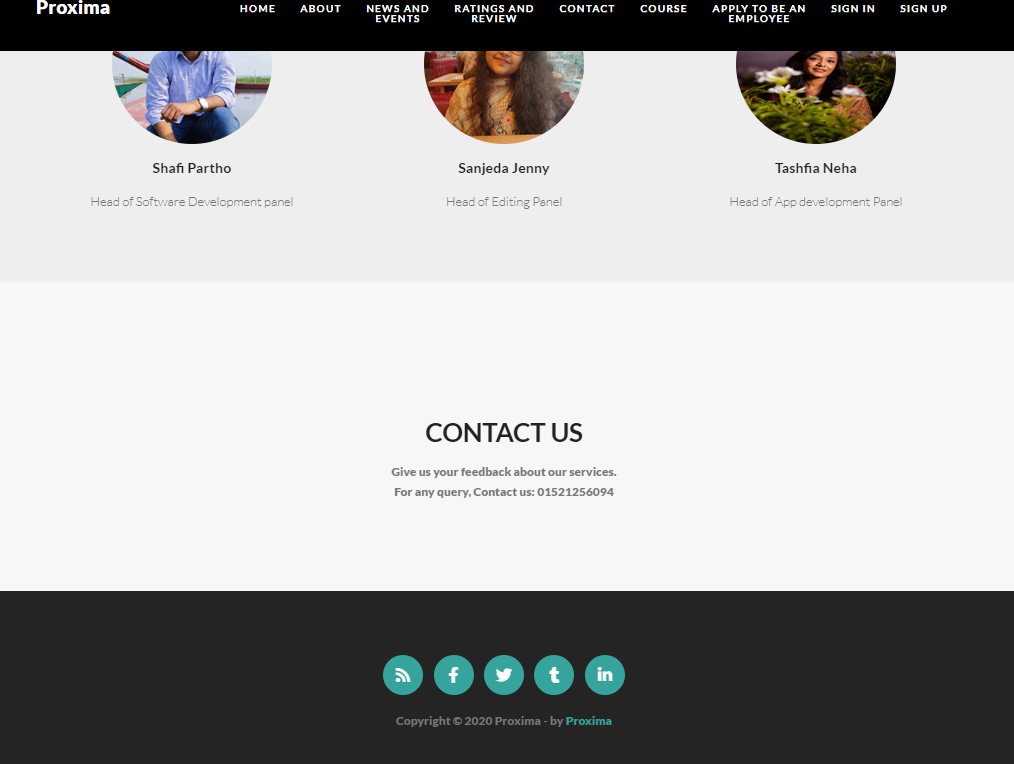 Proxima
HOME
ABOUT
NEWS AND
EVENTS
RATINGS AND
REVIEW
CONTACT
COURSE
APPLY TO BE AN
EMPLOYEE
SIGN IN
SIGN UP
Shafi Partho
Head of Software Development panel
Sanjeda Jenny
Head of Editing Panel
Tashfia Neha
Head of App development Panel
CONTACT US
Give us your feedback about our services.
For any query, Contact us: 01521256094
Copyright © 2020 Proxima - by Proxima